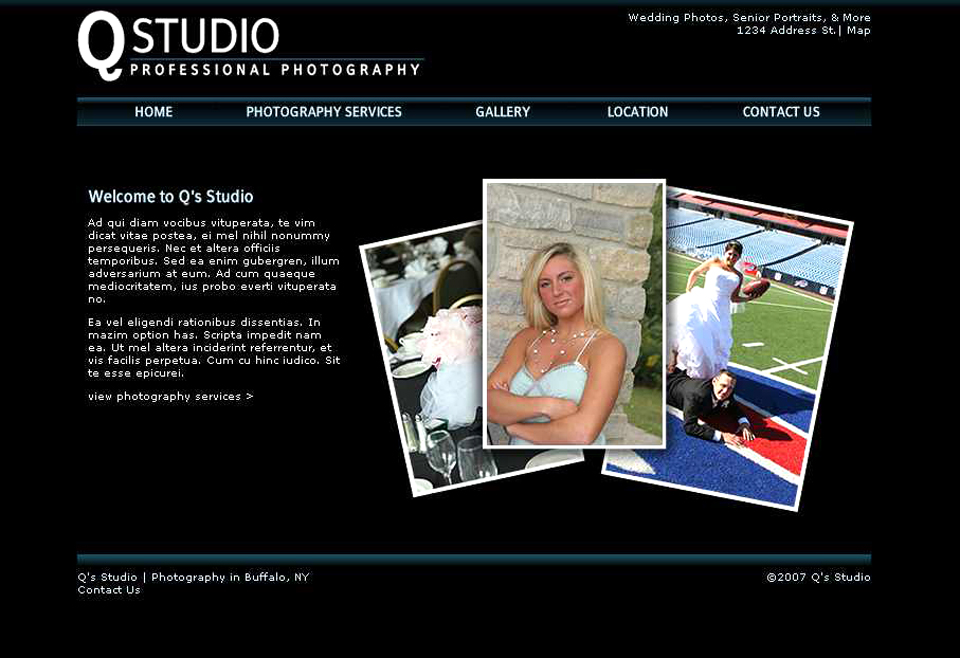 Q STUDIO
PROFESSIONAL PHOTOGRAPHY
Wedding Photos, Senior Portraits, & More
1234 Address St.| Map
HOME PHOTOGRAPHY SERVICES GALLERY LOCATION CONTACT US
Welcome to Q's Studio
Ad qui diam vocibus vituperata, te vim
dicat vitae postea, ei mel nihil nonummy
persequeris. Nec et altera officiis
temporibus. Sed ea enim gubergren, illum
adversarium at eum. Ad cum quaeque
mediocritatem, ius probo everti vituperata
no.
Ea vel eligendi rationibus dissentias. In
mazim option has. Scripta impedit nam
ea. Ut mel altera inciderint referrentur, et
vis facilis perpetua. Cum cu hinc iudico. Sit
te esse epicurei.
view photography services >
Q's Studio | Photography in Buffalo, NY
Contact Us
©2007 Q's Studio